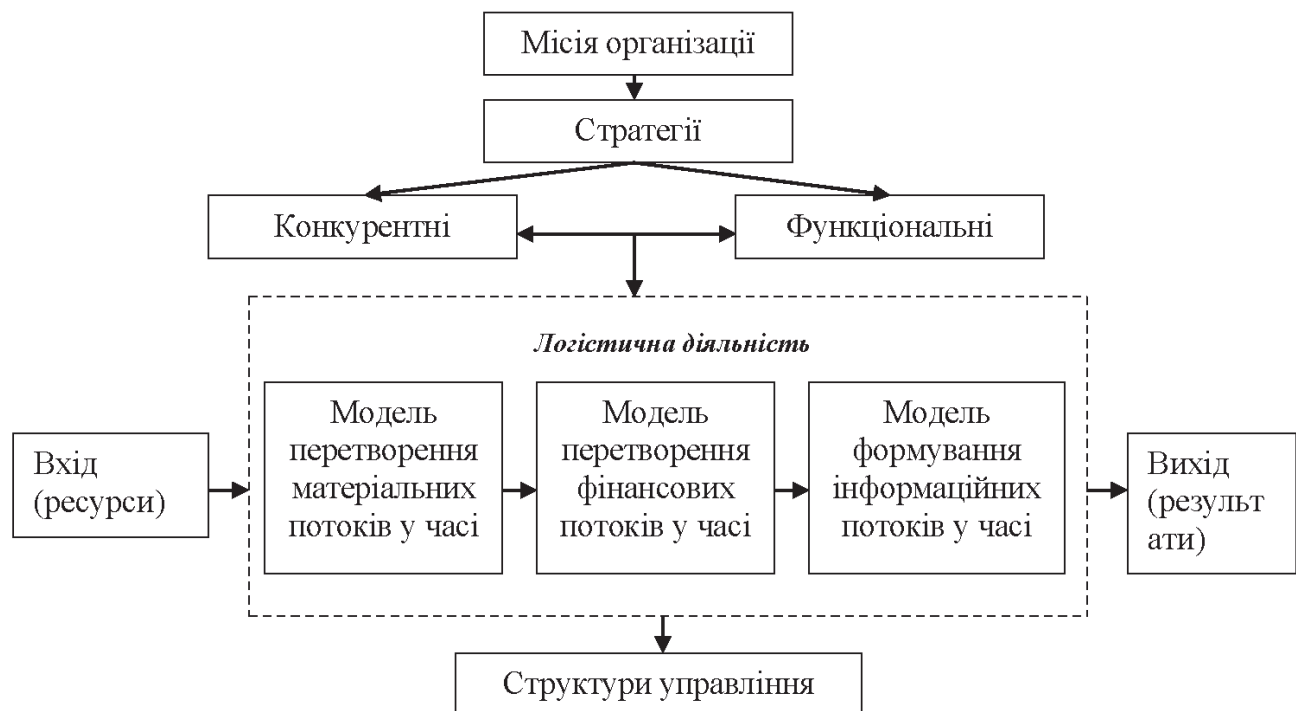 Місія організації
Стратегії
Конкурентні
Функціональні
Логістична діяльність
Вхід
(ресурси)
Модель
перетворення
матеріальних
потоків у часі
Модель
перетворення
фінансових
потоків у часі
Модель
формування
інформаційних
потоків у часі
Вихід
(результ
ати)
Структури управління